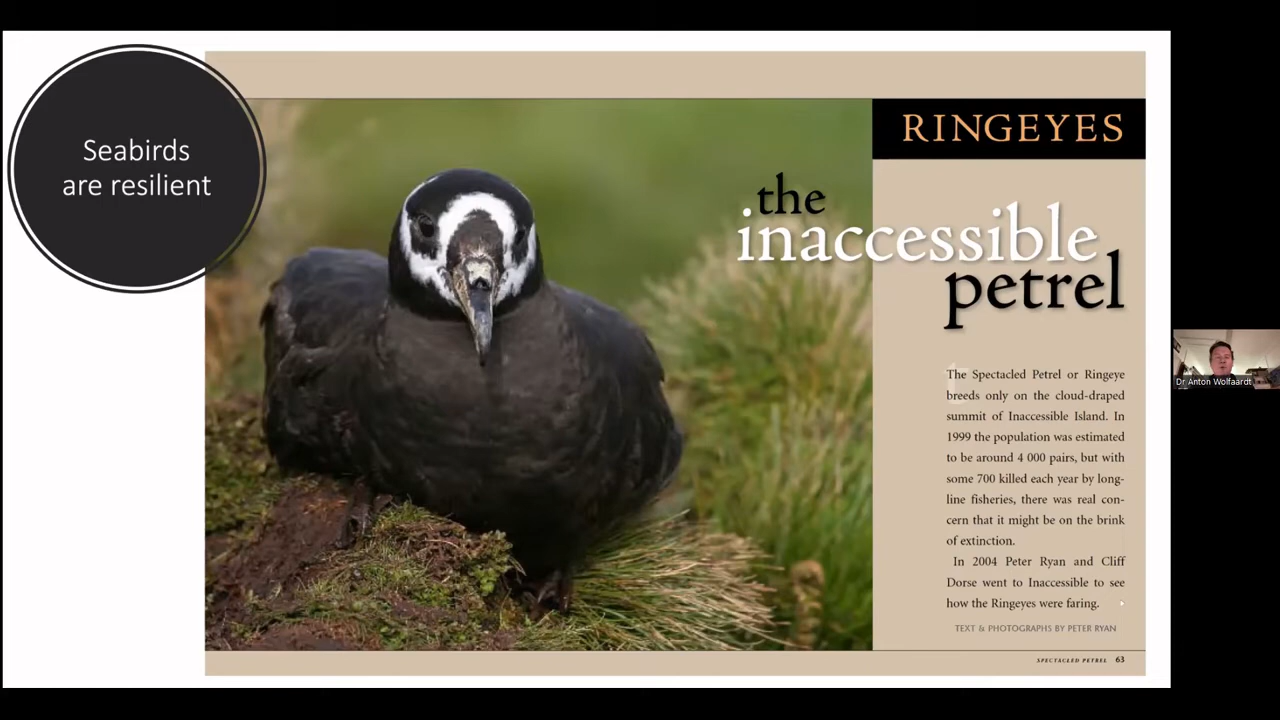 Seabirds
are resilient
RINGEYES
the
inaccessible
petrel
The Spectacled Petrel or Ringeye
breeds only on the cloud-draped
summit of Inaccessible Island. In
1999 the population was estimated
to be around 4 000 pairs, but with
some 700 killed each year by long-
line fisheries, there was real con-
cern that it might be on the brink
of extinction.
In 2004 Peter Ryan and Cliff
Dorse went to Inaccessible to see
how the Ringeyes were faring.
TEXT & PHOTOGRAPHS BY PETER RYAN
SPECTACLED PETREL 63
Dr Anton Wolfaardt